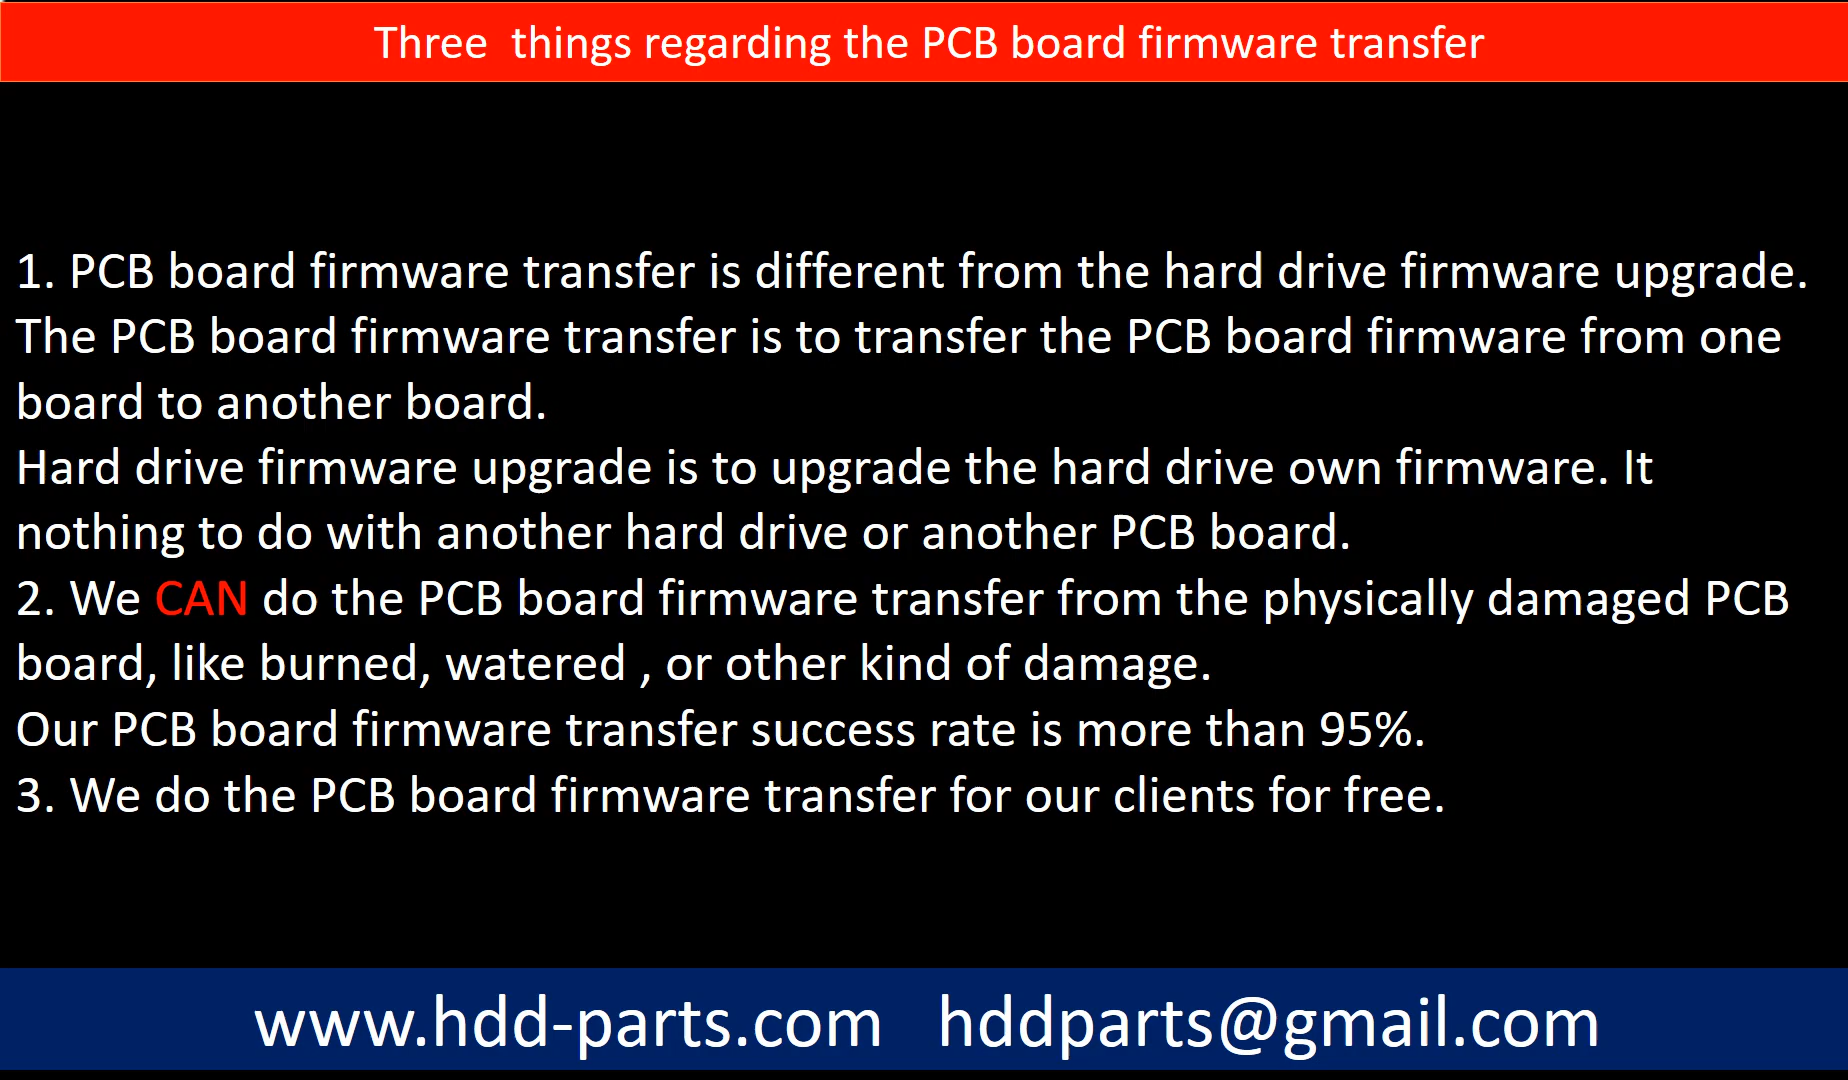 Three  things regarding the PCB board firmware transfer
1. PCB board firmware transfer is different from the hard drive firmware upgrade.
The PCB board firmware transfer is to transfer the PCB board firmware from one
board to another board.
Hard drive firmware upgrade is to upgrade the hard drive own firmware. It
nothing to do with another hard drive or another PCB board.
2. We CAN do the PCB board firmware transfer from the physically damaged PCB
board, like burned, watered , or other kind of damage.
Our PCB board firmware transfer success rate is more than 95%.
3. We do the PCB board firmware transfer for our clients for free.
www.hdd-parts.com   hddparts@gmail.com